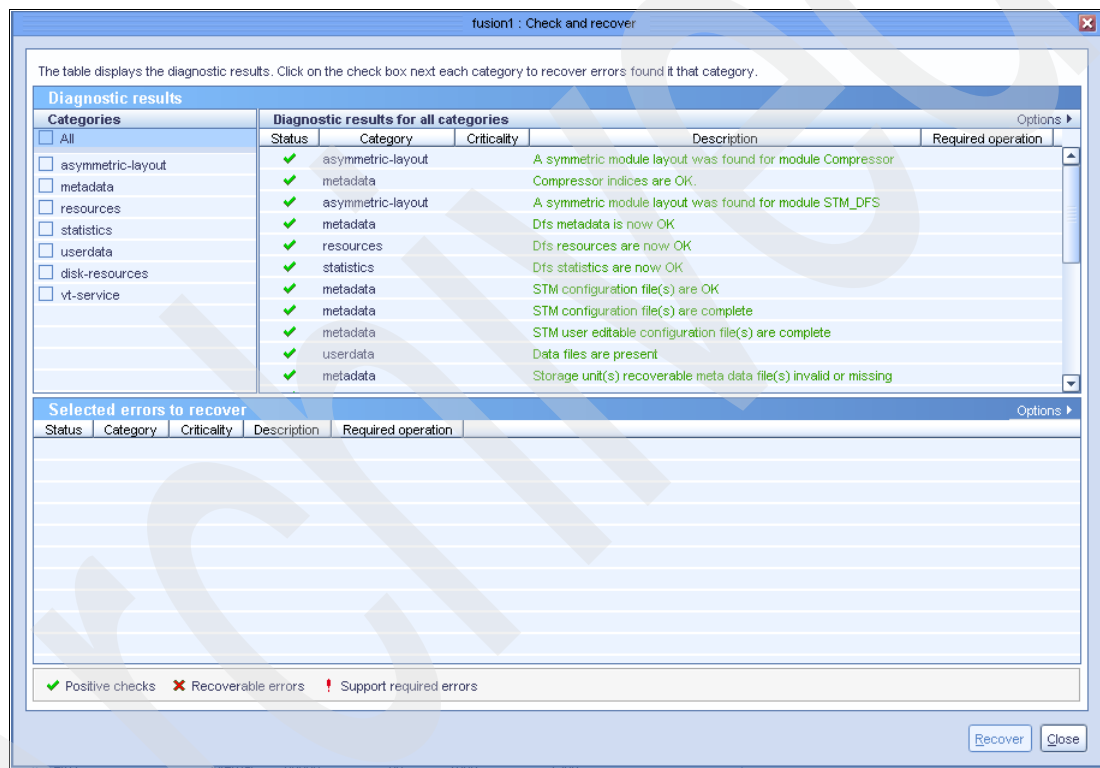 fusion1 : Check and recover
The table displays the diagnostic results. Click on the check box next each category to recover errors found it that category.
Diagnostic results
Categories
Diagnostic results for all categories Options
All
Status Category Criticality Description Required operation
asymmetric-layout
metadata
resources
statistics
userdata
disk-resources
vt-service
asymmetric-layout A symmetric module layout was found for module Compressor
metadata Compressor indices are OK.
asymmetric-layout A symmetric module layout was found for module STM_DFS
metadata Dfs metadata is now OK
resources Dfs resources are now OK
statistics Dfs statistics are now OK
metadata STM configuration file(s) are OK
metadata STM configuration file(s) are complete
metadata STM user editable configuration file(s) are complete
userdata Data files are present
metadata Storage unit(s) recoverable meta data file(s) invalid or missing
Selected errors to recover Options
Status Category Criticality Description Required operation
Positive checks Recoverable errors Support required errors
Recover Close